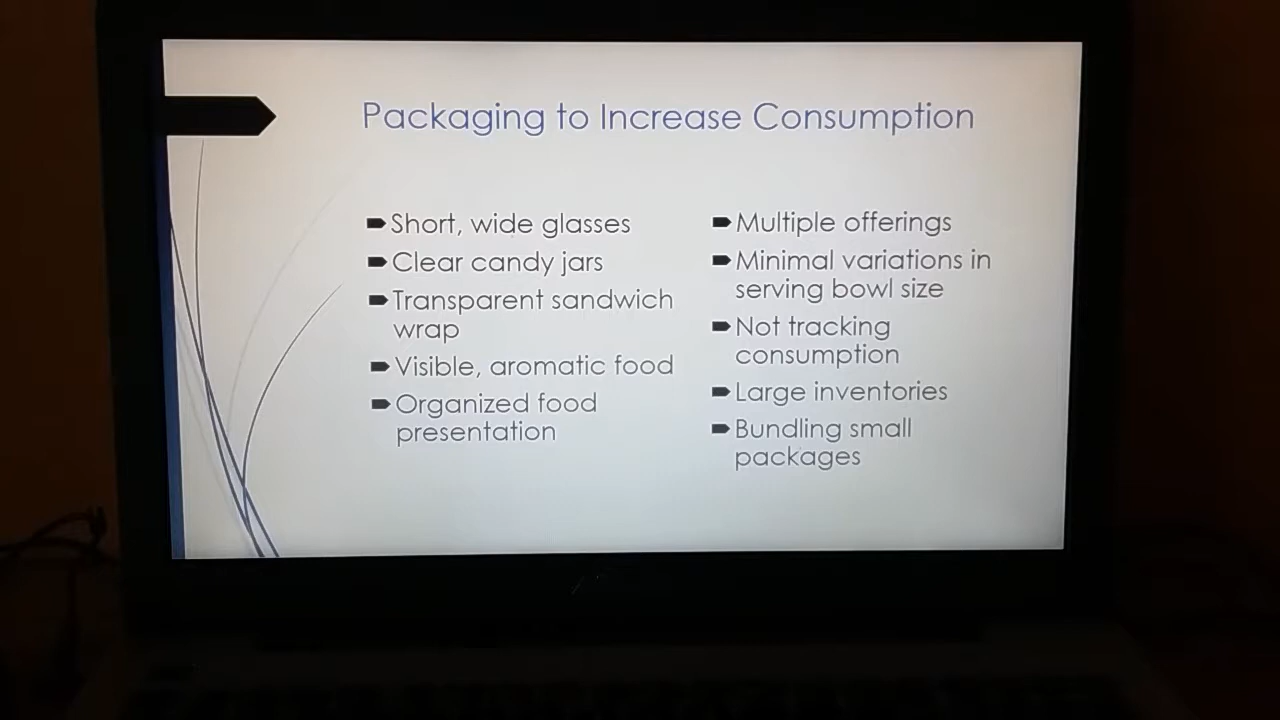 Packaging to Increase Consumption
Short, wide glasses
Clear candy jars
Transparent sandwich
wrap
Visible, aromatic food
Organized food
presentation
Multiple offerings
Minimal variations in
serving bowl size
Not tracking
consumption
Large inventories
Bundling small
packages